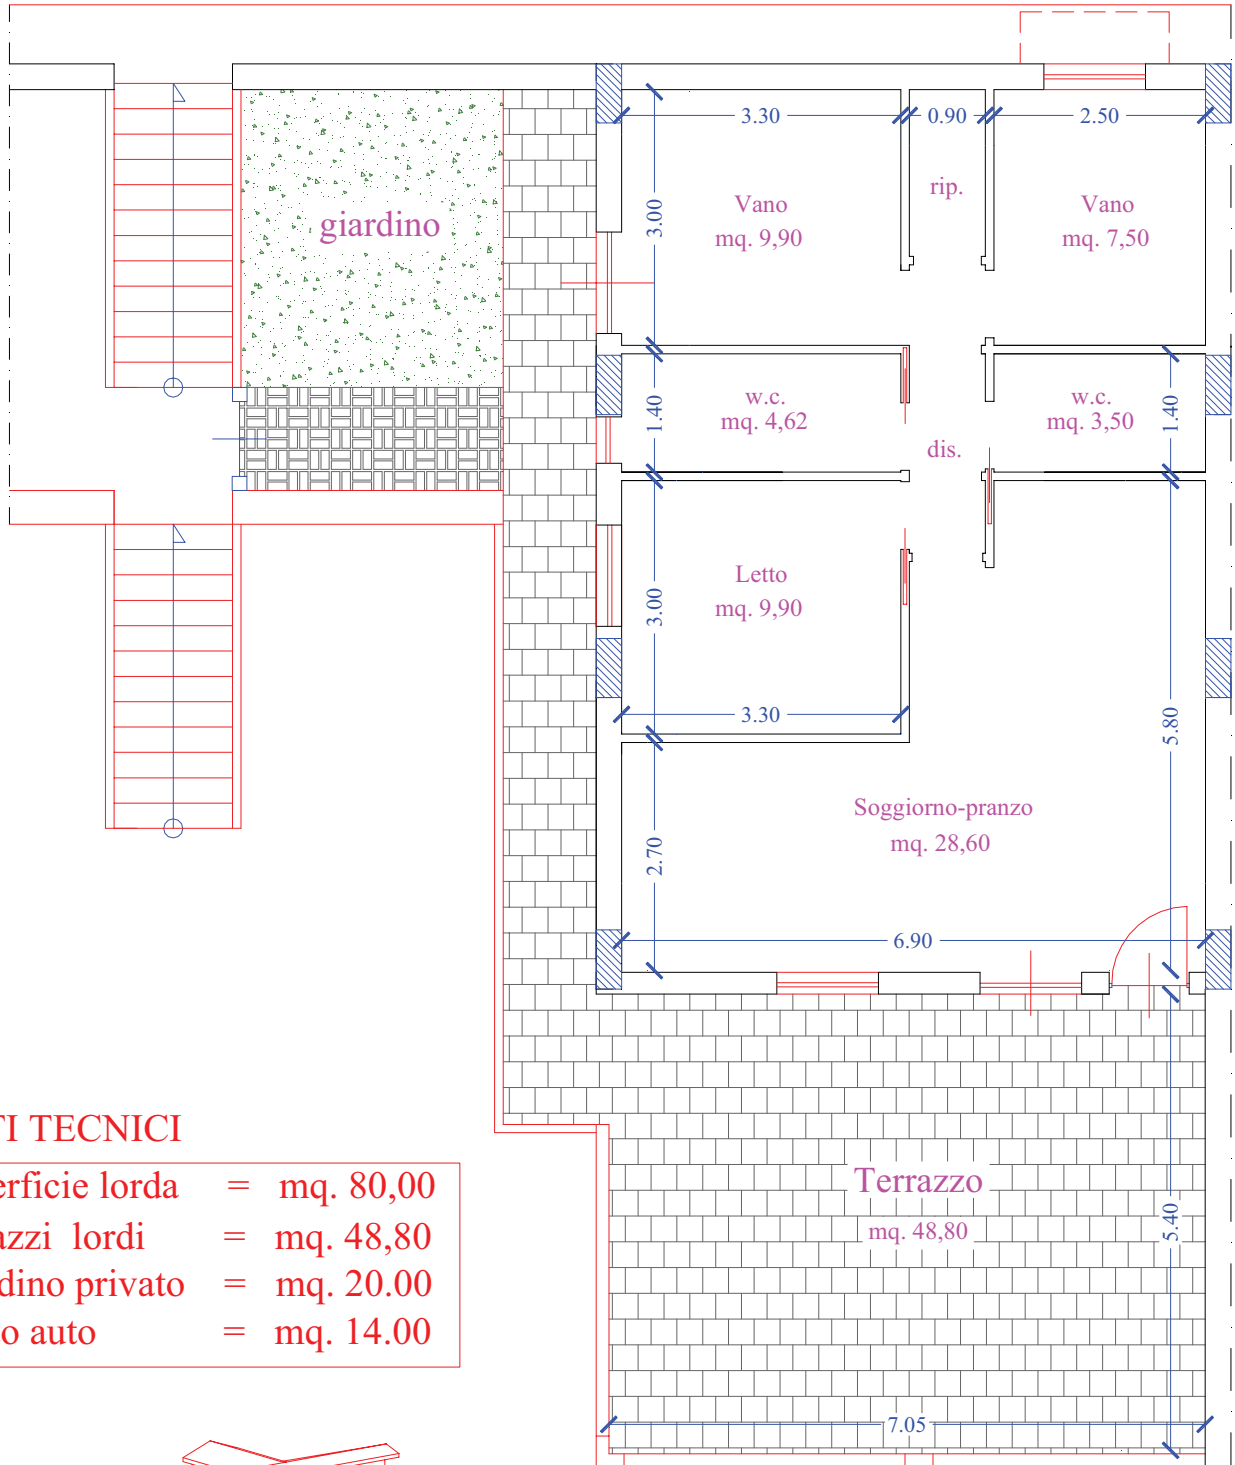 3.30
0.90
2.50
rip.
Vano
mq. 9,90
Vano
mq. 7,50
3.00
giardino
w.c.
mq. 4,62
w.c.
mq. 3,50
1.40
1.40
dis.
Letto
mq. 9,90
3.00
3.30
5.80
Soggiorno-pranzo
mq. 28,60
2.70
6.90
TI TECNICI
erficie lorda = mq. 80,00
azzi lordi = mq. 48,80
dino privato = mq. 20.00
o auto = mq. 14.00
Terrazzo
mq. 48,80
5.40
7.05